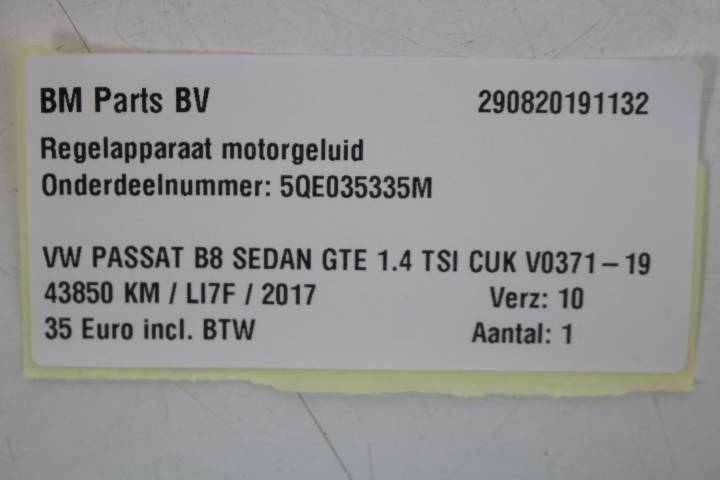 BM Parts BV 290820191132
Regelapparaat motorgeluid
Onderdeelnummer: 5QE035335M
VW PASSAT B8 SEDAN GTE 1.4 TSI CUK V0371-19
43850 KM / LI7F / 2017 Verz: 10
35 Euro incl. BTW Aantal: 1